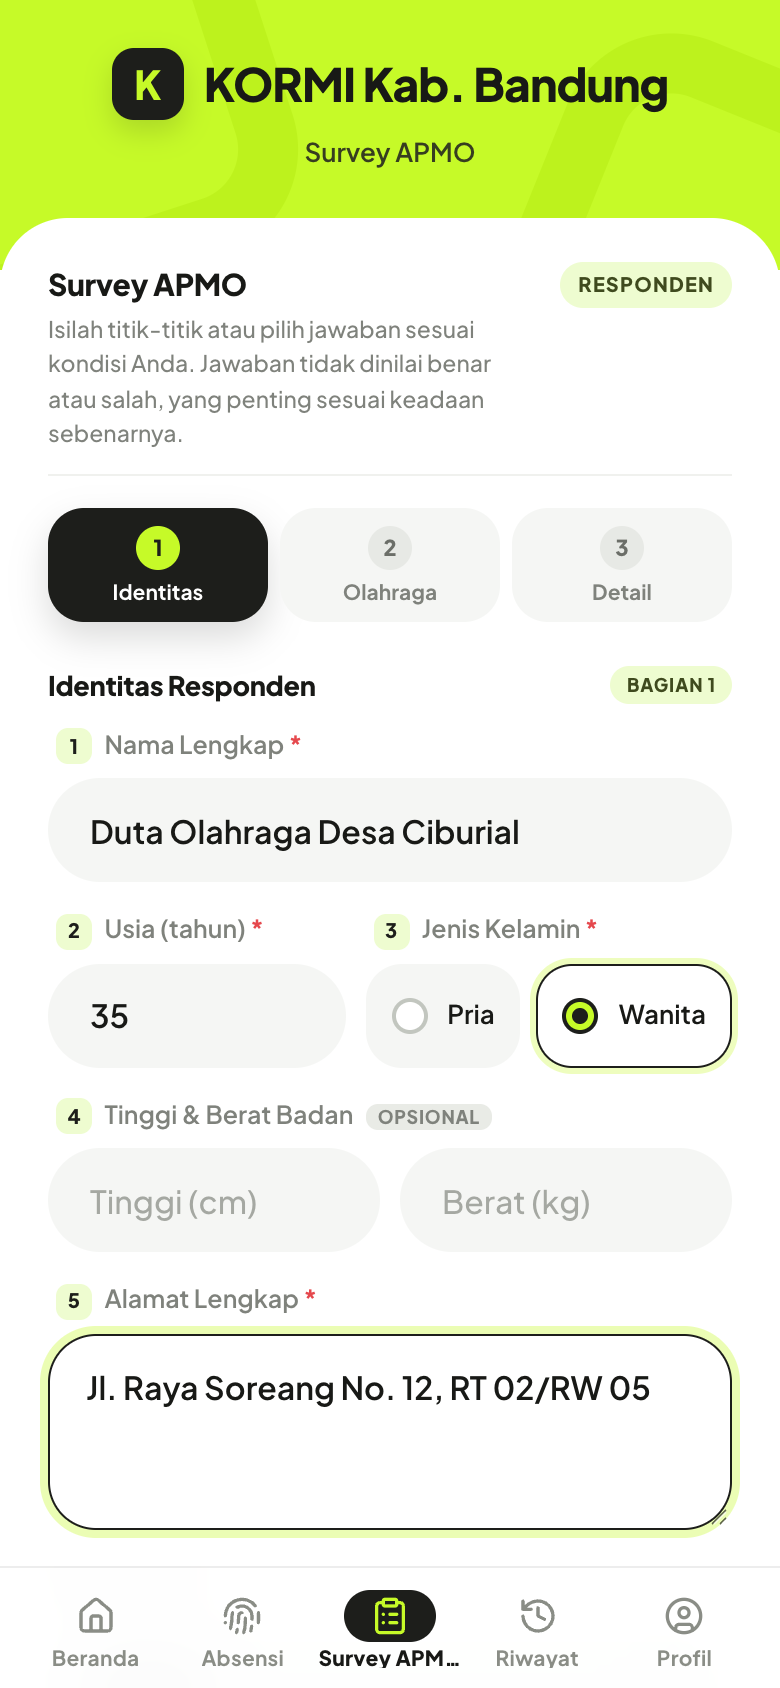 K
KORMI Kab. Bandung
Survey APMO
Survey APMO
RESPONDEN
Isilah titik-titik atau pilih jawaban sesuai
kondisi Anda. Jawaban tidak dinilai benar
atau salah, yang penting sesuai keadaan
sebenarnya.
1
2
3
Identitas
Olahraga
Detail
Identitas Responden
BAGIAN 1
1 Nama Lengkap *
Duta Olahraga Desa Ciburial
2 Usia (tahun) *
3 Jenis Kelamin *
35
Pria
Wanita
4 Tinggi & Berat Badan OPSIONAL
Tinggi (cm)
Berat (kg)
5 Alamat Lengkap *
Jl. Raya Soreang No. 12, RT 02/RW 05
Beranda
Absensi
Survey APM...
Riwayat
Profil